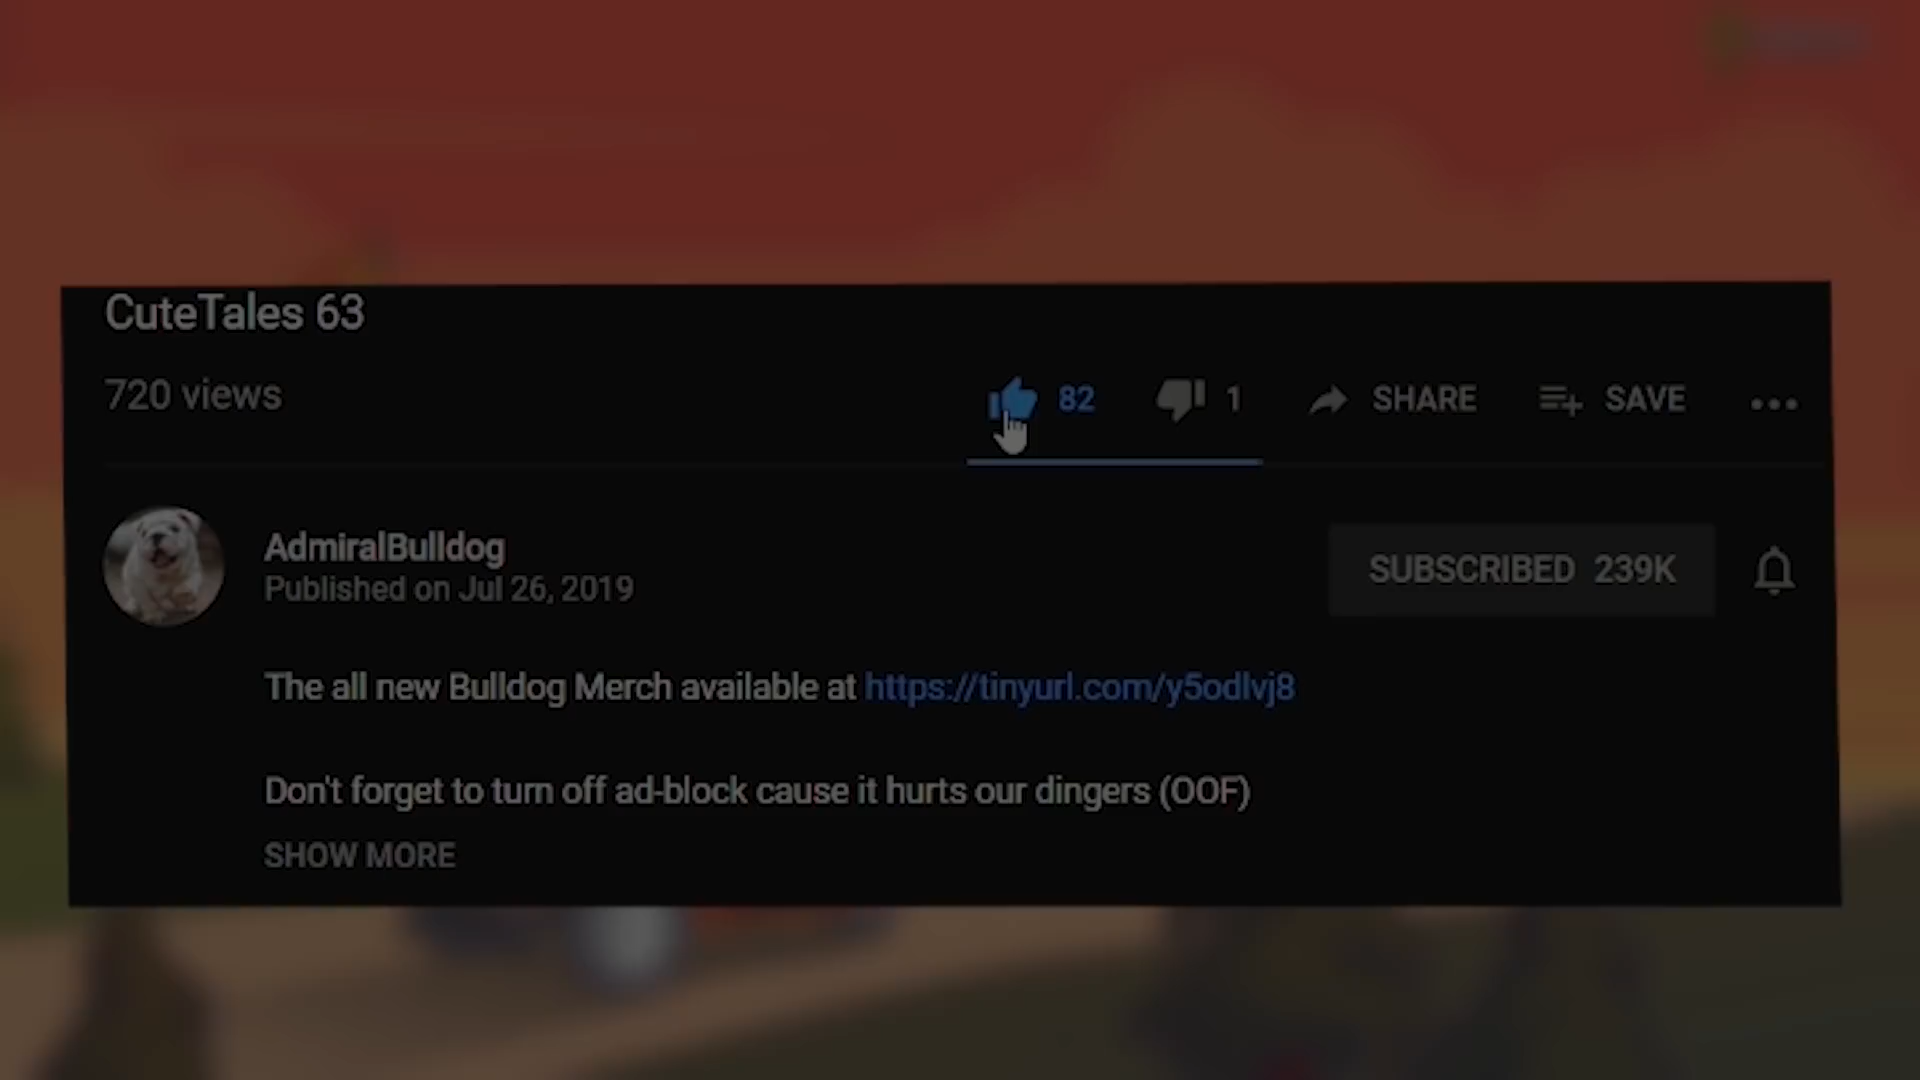 CuteTales 63
720 views
82 1 SHARE SAVE
AdmiralBulldog
Published on Jul 26, 2019
SUBSCRIBED 239K
The all new Bulldog Merch available at https://tinyurl.com/y5odlvj8
Don't forget to turn off ad-block cause it hurts our dingers (OOF)
SHOW MORE